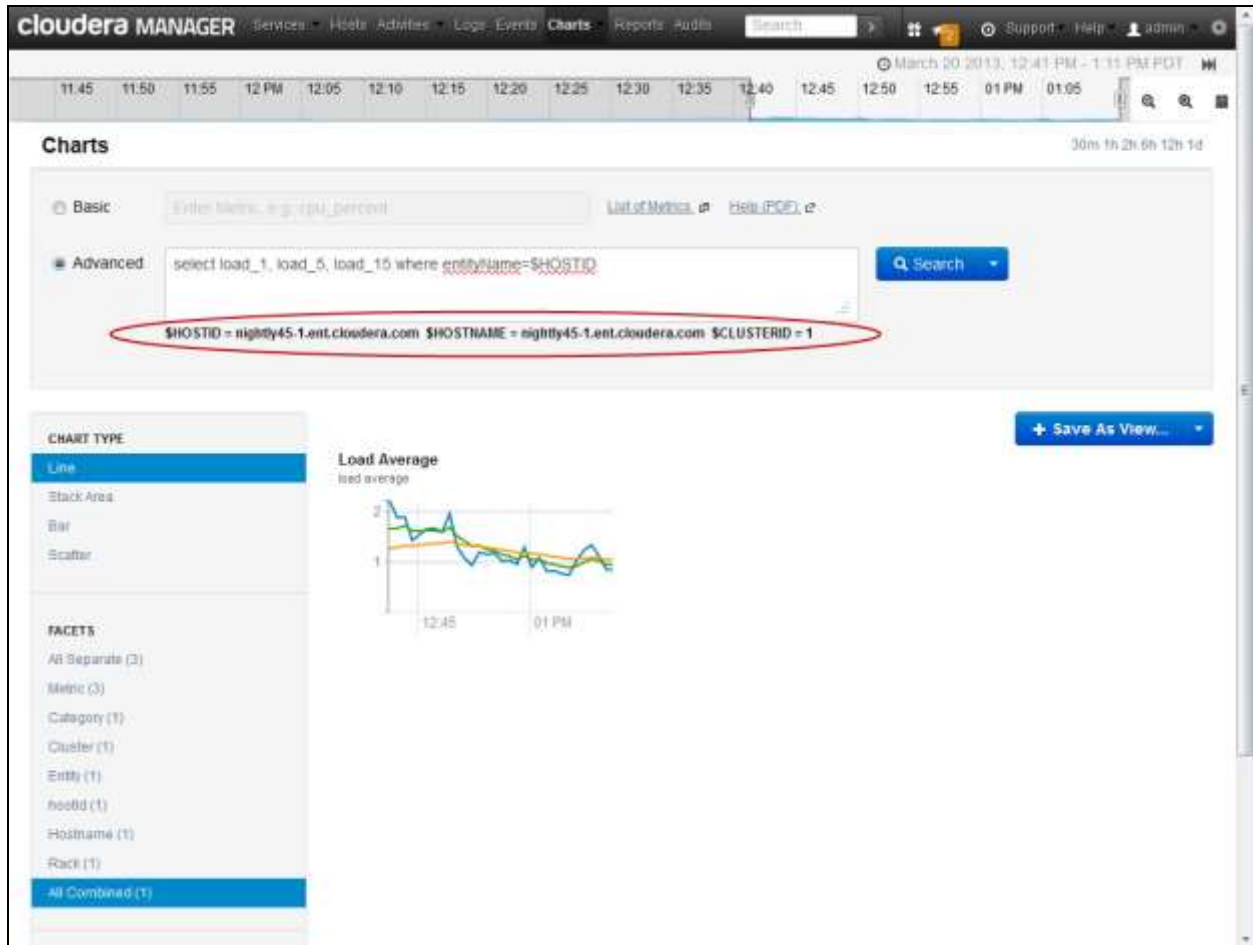 cloudera MANAGER Services Hosts Activities Logs Events Charts Reports Audits Search Support Help admin
March 20 2013, 12:41 PM - 1:11 PM PDT
11:45 11:50 11:55 12 PM 12:05 12:10 12:15 12:20 12:25 12:30 12:35 12:40 12:45 12:50 12:55 01 PM 01:05
Charts
30m 1h 2h 6h 12h 1d
Basic Enter Metric, e.g. cpu_percent List of Metrics Help (PDF)
Advanced select load_1, load_5, load_15 where entityName=$HOSTID Search
$HOSTID = nightly45-1.ent.cloudera.com $HOSTNAME = nightly45-1.ent.cloudera.com $CLUSTERID = 1
+ Save As View...
CHART TYPE
Line
Stack Area
Bar
Scatter
Load Average
load average
2
1
12:45 01 PM
FACETS
All Separate (3)
Metric (3)
Category (1)
Cluster (1)
Entity (1)
hostId (1)
Hostname (1)
Rack (1)
All Combined (1)